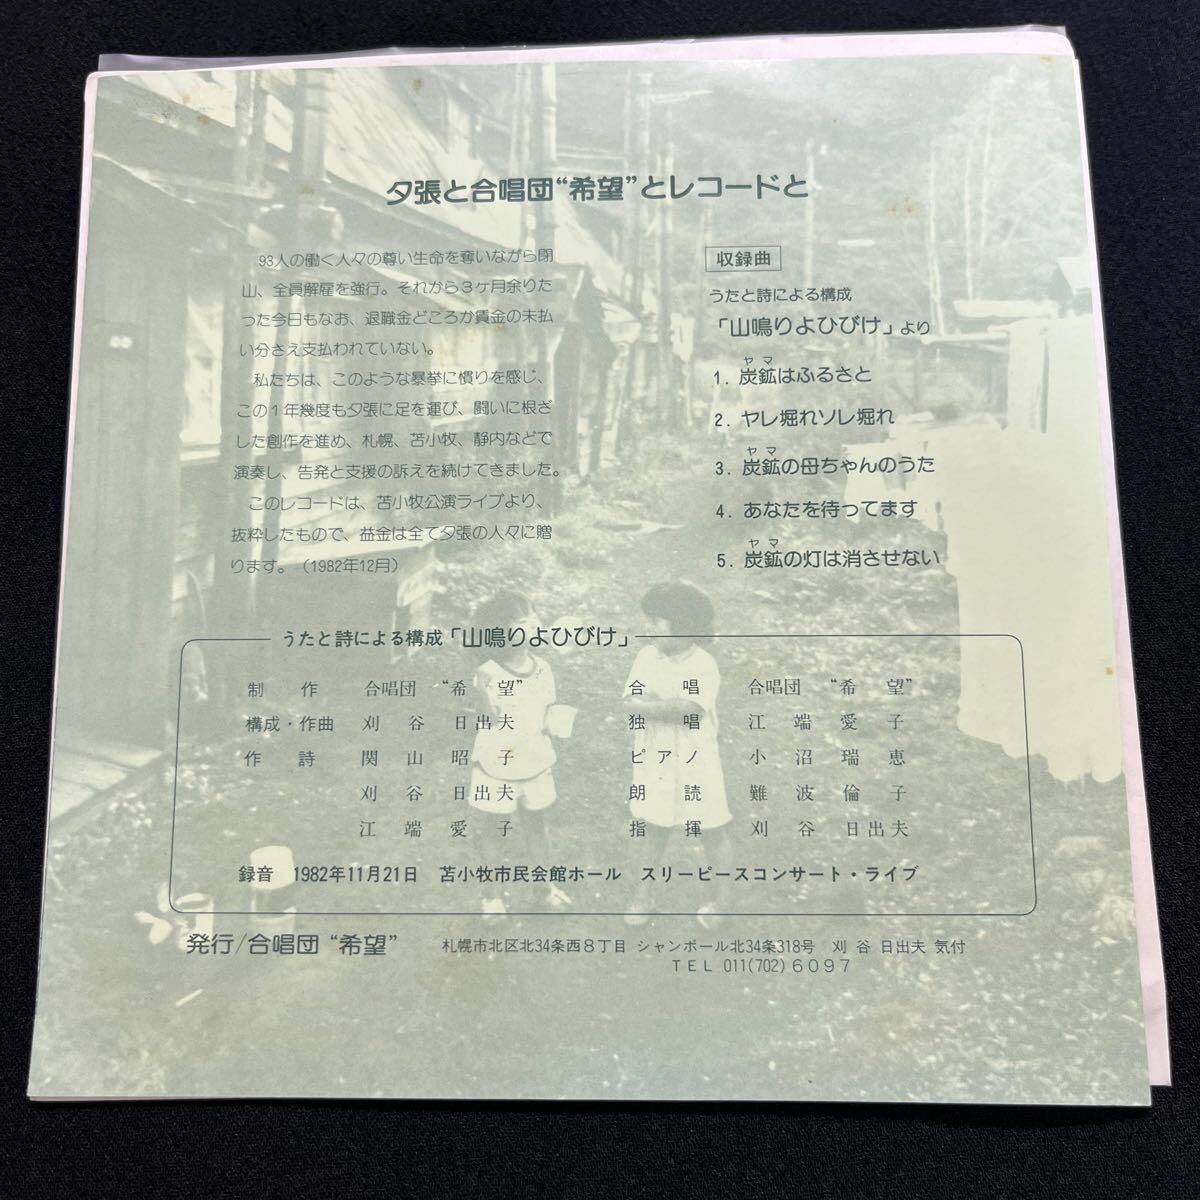 夕張と合唱団“希望”とレコードと
93人の働く人々の尊い生命を奪いながら閉
山、全員解雇を強行。それから3ヶ月余りた
った今日もなお、退職金どころか賃金の未払
い分さえ支払われていない。
私たちは、このような暴挙に憤りを感じ、
この1年幾度も夕張に足を運び、闘いに根ざ
した創作を進め、札幌、苫小牧、静内などで
演奏し、告発と支援の訴えを続けてきました。
このレコードは、苫小牧公演ライブより、
抜粋したもので、益金は全て夕張の人々に贈
ります。（1982年12月）
収録曲
うたと詩による構成
「山鳴りよひびけ」より
ヤマ
1. 炭鉱はふるさと
2. ヤレ堀れソレ堀れ
ヤマ
3. 炭鉱の母ちゃんのうた
4. あなたを待ってます
ヤマ
5. 炭鉱の灯は消させない
うたと詩による構成「山鳴りよひびけ」
制作 合唱団“希望”
構成・作曲 刈谷日出夫
作詩 関山昭子
刈谷日出夫
江端愛子
合唱 合唱団“希望”
独唱 江端愛子
ピアノ 小沼瑞恵
朗読 難波倫子
指揮 刈谷日出夫
録音 1982年11月21日 苫小牧市民会館ホール スリーピースコンサート・ライブ
発行/合唱団“希望” 札幌市北区北34条西8丁目 シャンボール北34条318号 刈谷日出夫 気付
TEL 011(702)6097